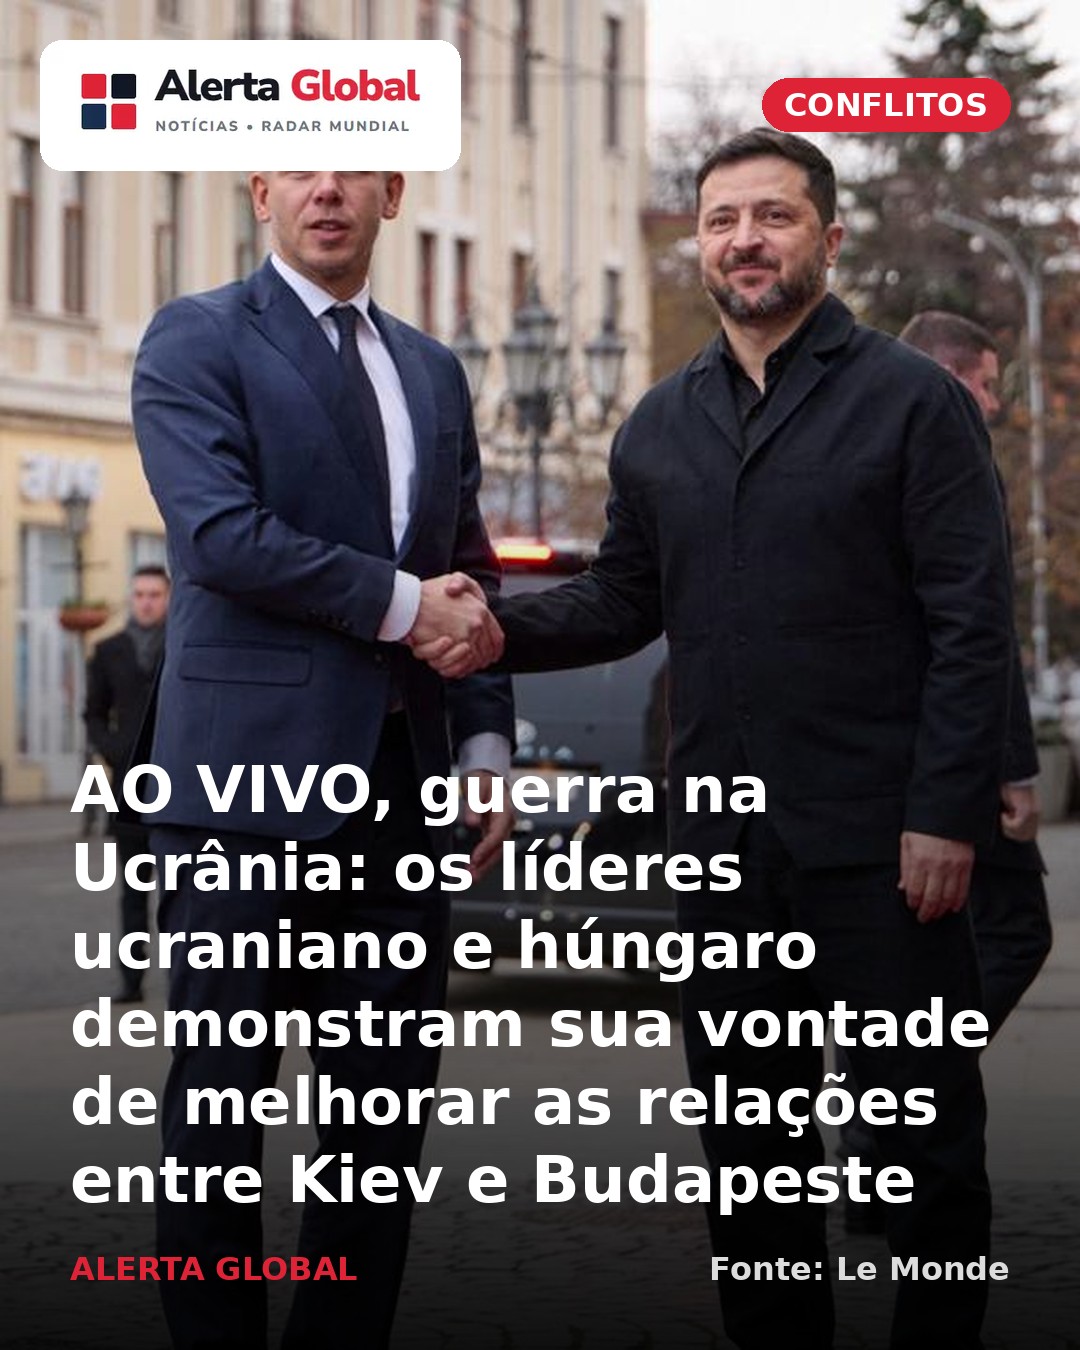 Alerta Global
NOTÍCIAS • RADAR MUNDIAL
CONFLITOS
AO VIVO, guerra na
Ucrânia: os líderes
ucraniano e húngaro
demonstram sua vontade
de melhorar as relações
entre Kiev e Budapeste
ALERTA GLOBAL
Fonte: Le Monde